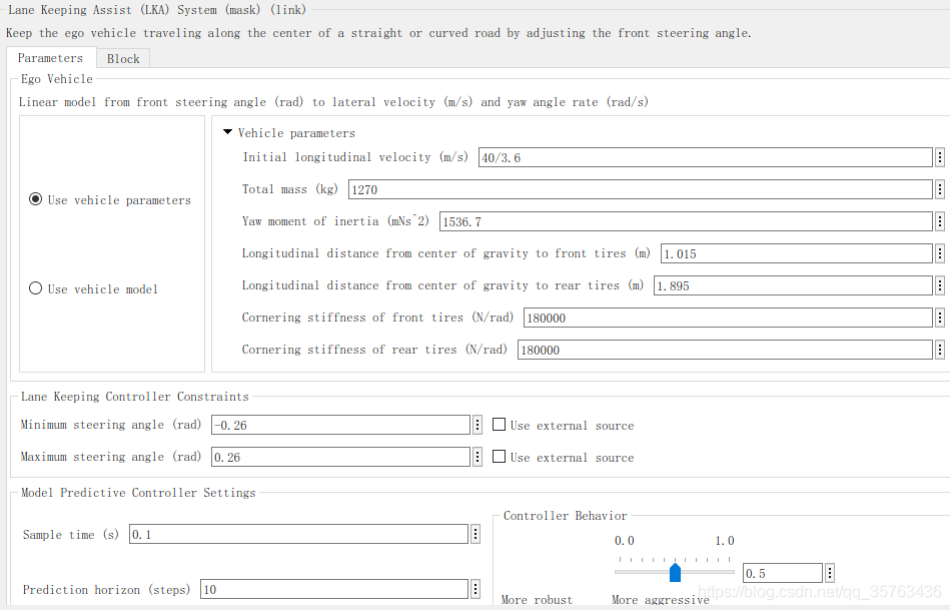 Lane Keeping Assist (LKA) System (mask) (link)
Keep the ego vehicle traveling along the center of a straight or curved road by adjusting the front steering angle.
Parameters Block
Ego Vehicle
Linear model from front steering angle (rad) to lateral velocity (m/s) and yaw angle rate (rad/s)
Use vehicle parameters
Use vehicle model
Vehicle parameters
Initial longitudinal velocity (m/s) 40/3.6
Total mass (kg) 1270
Yaw moment of inertia (mNs^2) 1536.7
Longitudinal distance from center of gravity to front tires (m) 1.015
Longitudinal distance from center of gravity to rear tires (m) 1.895
Cornering stiffness of front tires (N/rad) 180000
Cornering stiffness of rear tires (N/rad) 180000
Lane Keeping Controller Constraints
Minimum steering angle (rad) -0.26 Use external source
Maximum steering angle (rad) 0.26 Use external source
Model Predictive Controller Settings
Sample time (s) 0.1
Prediction horizon (steps) 10
Controller Behavior
0.0 1.0
0.5
More robust More aggressive
https://blog.csdn.net/qq_35763436